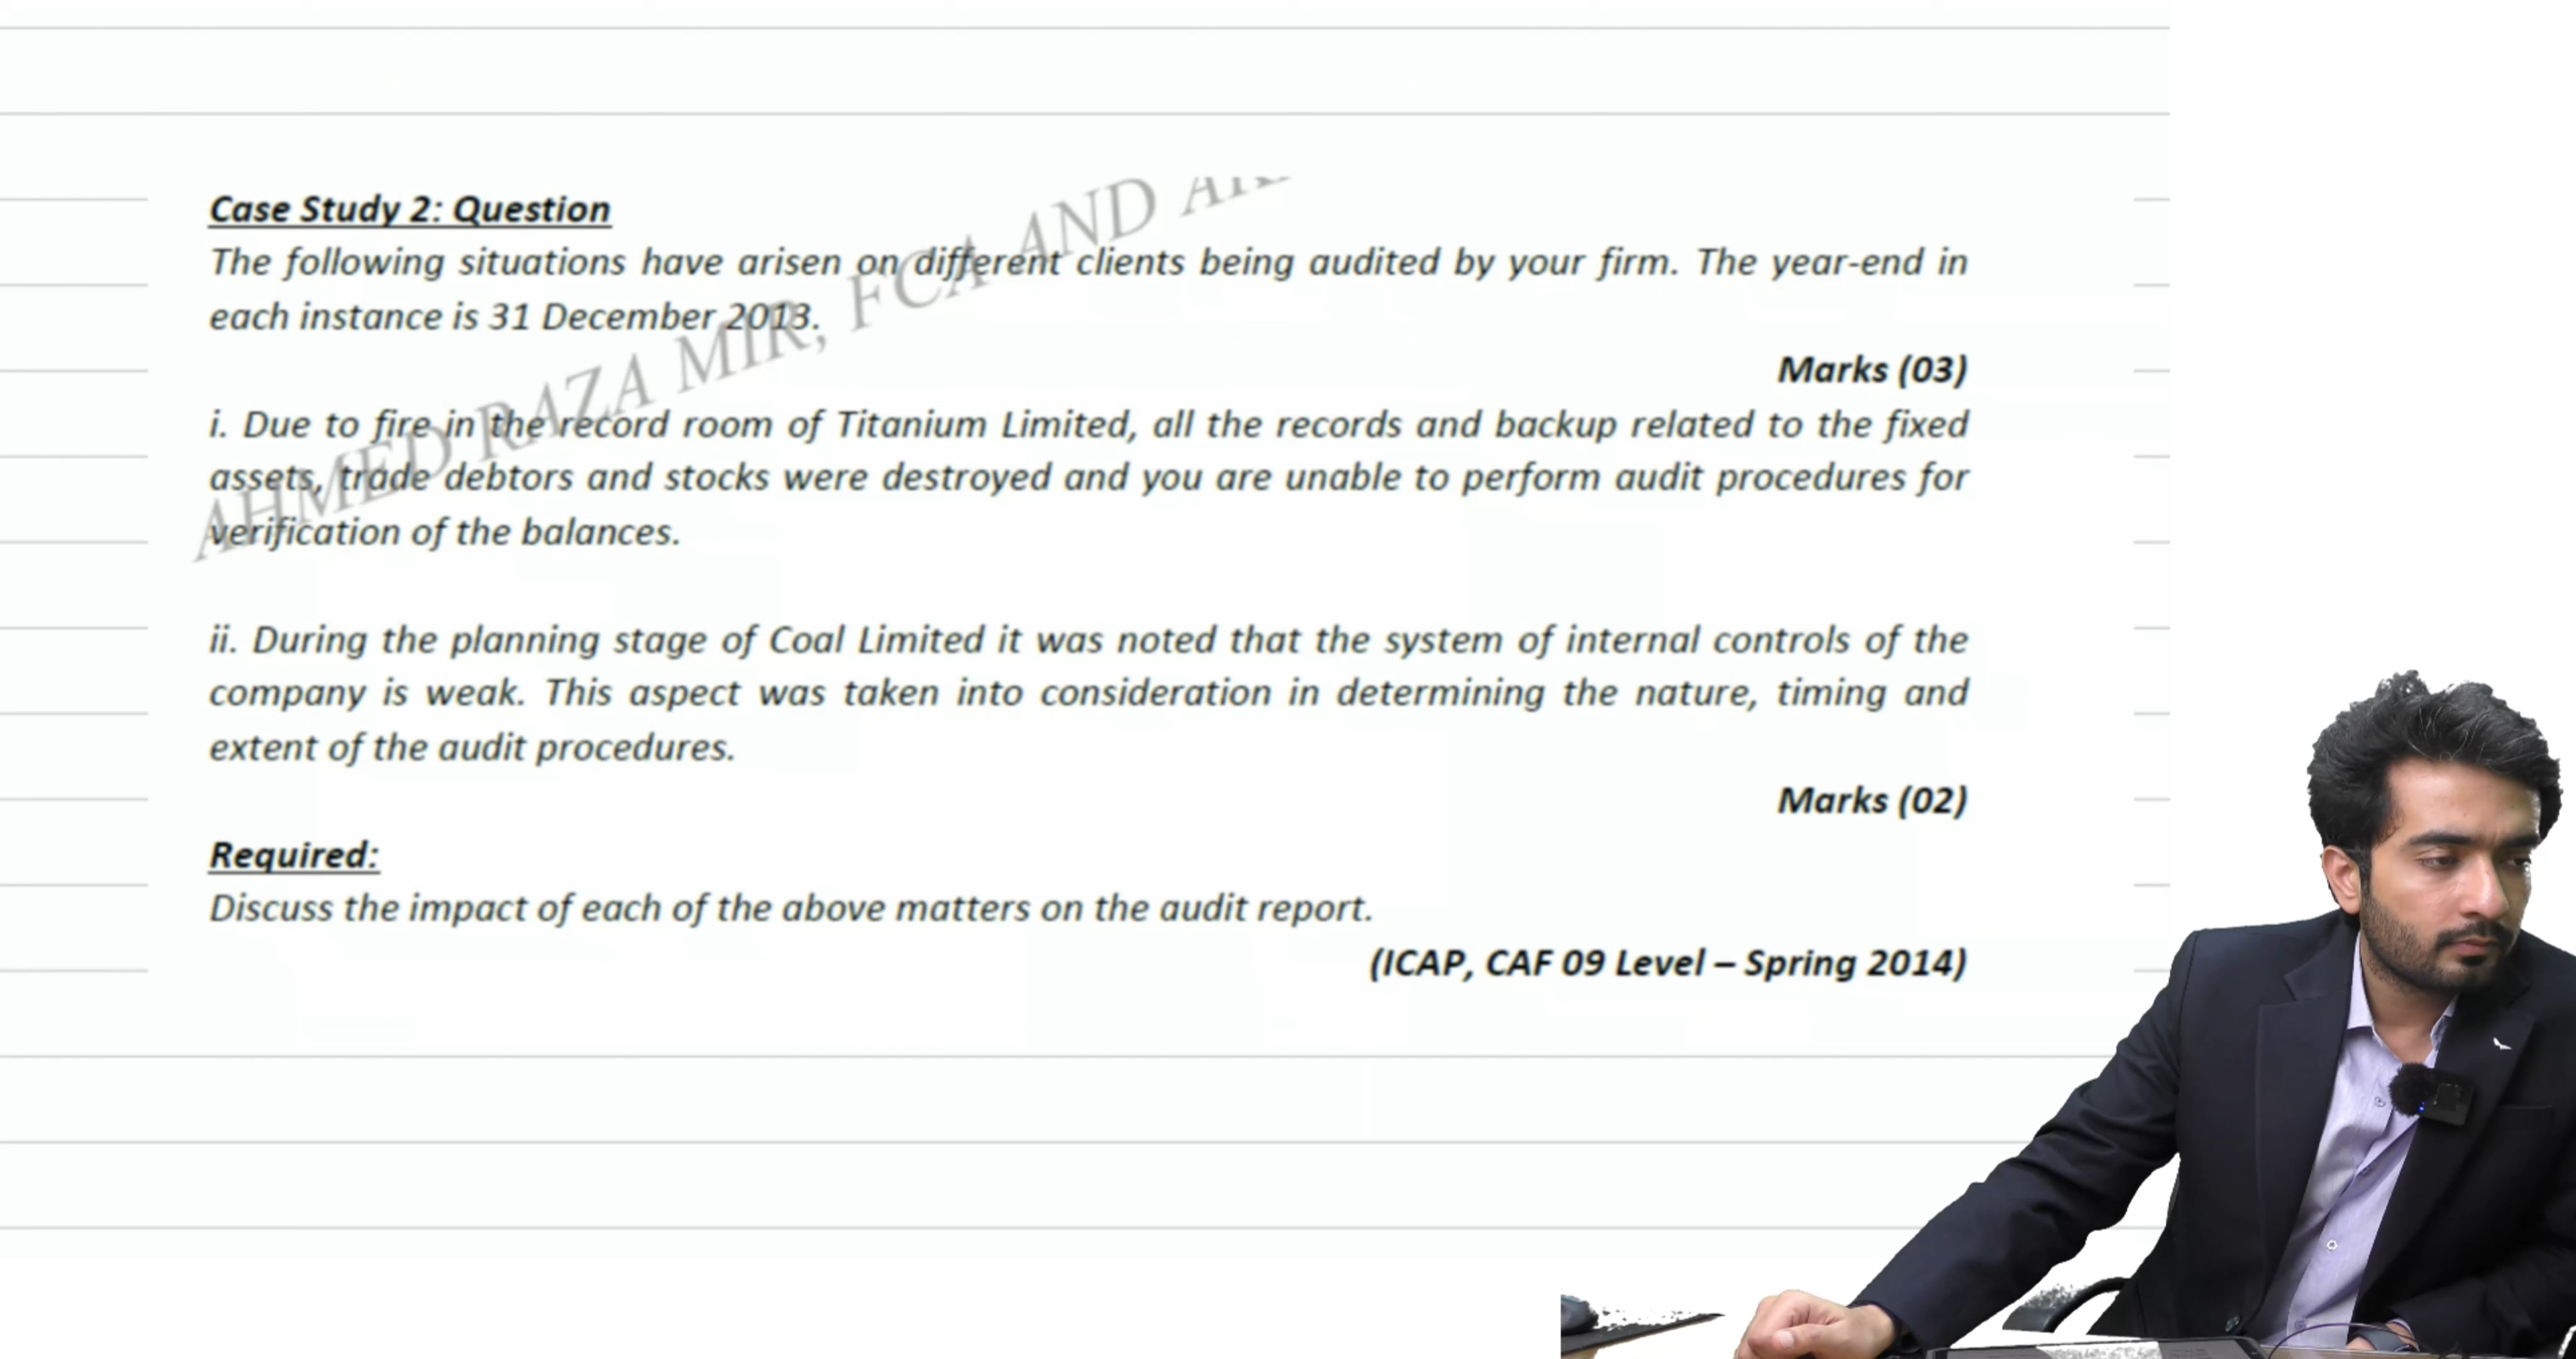 Case Study 2: Question
The following situations have arisen on different clients being audited by your firm. The year-end in
each instance is 31 December 2013.
Marks (03)
i. Due to fire in the record room of Titanium Limited, all the records and backup related to the fixed
assets, trade debtors and stocks were destroyed and you are unable to perform audit procedures for
verification of the balances.
ii. During the planning stage of Coal Limited it was noted that the system of internal controls of the
company is weak. This aspect was taken into consideration in determining the nature, timing and
extent of the audit procedures.
Marks (02)
Required:
Discuss the impact of each of the above matters on the audit report.
(ICAP, CAF 09 Level – Spring 2014)
AHMED RAZA MIR, FCA AND